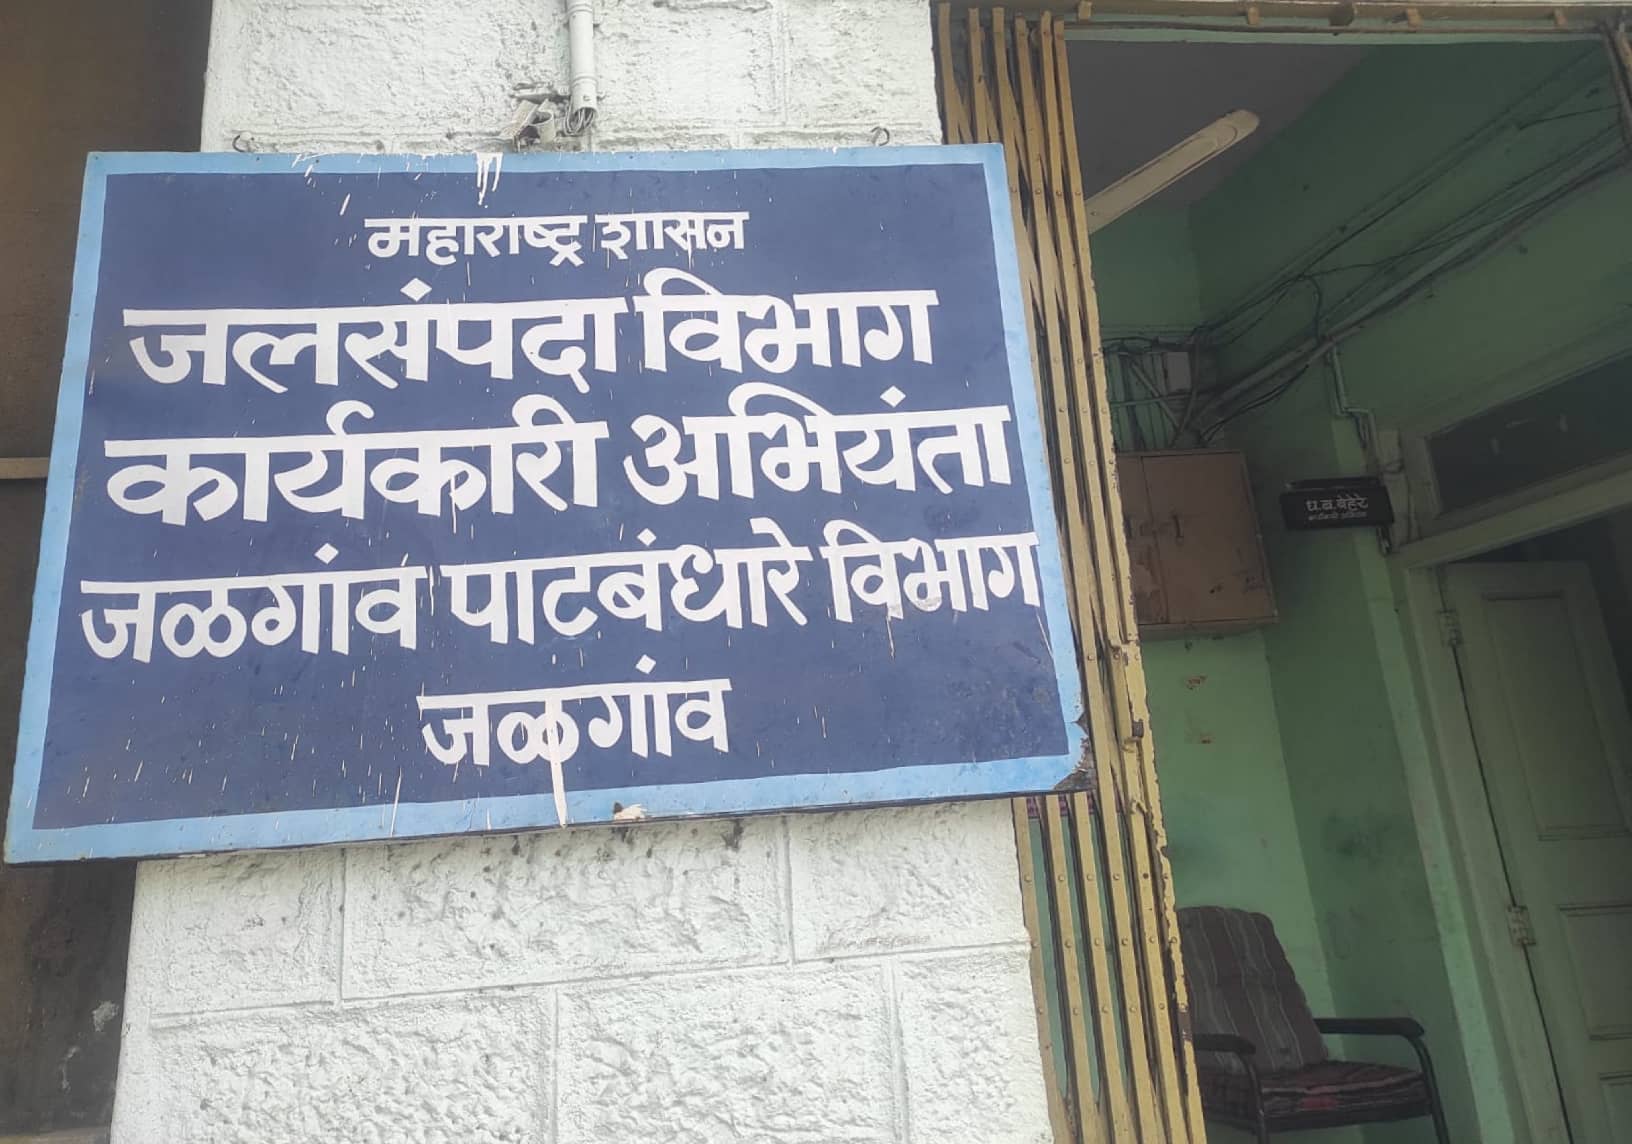 महाराष्ट्र शासन
जलसंपदा विभाग
कार्यकारी अभियंता
जळगांव पाटबंधारे विभाग
जळगांव
ध.ब.बेहेरे